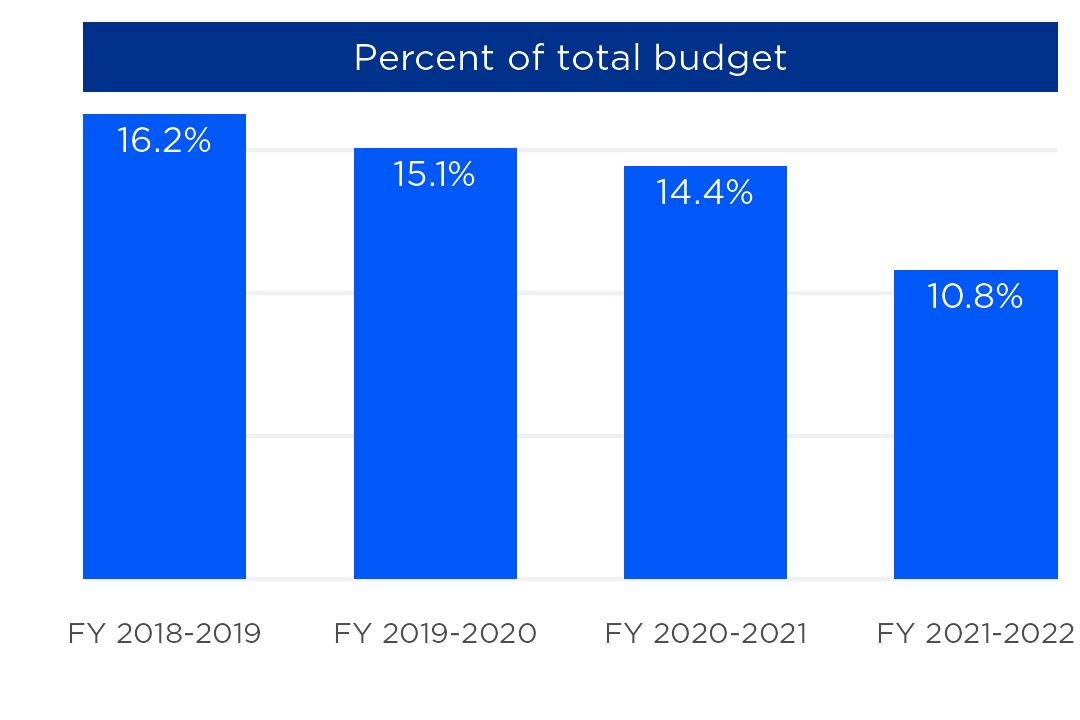 Percent of total budget
16.2%
15.1%
14.4%
10.8%
FY 2018-2019
FY 2019-2020
FY 2020-2021
FY 2021-2022